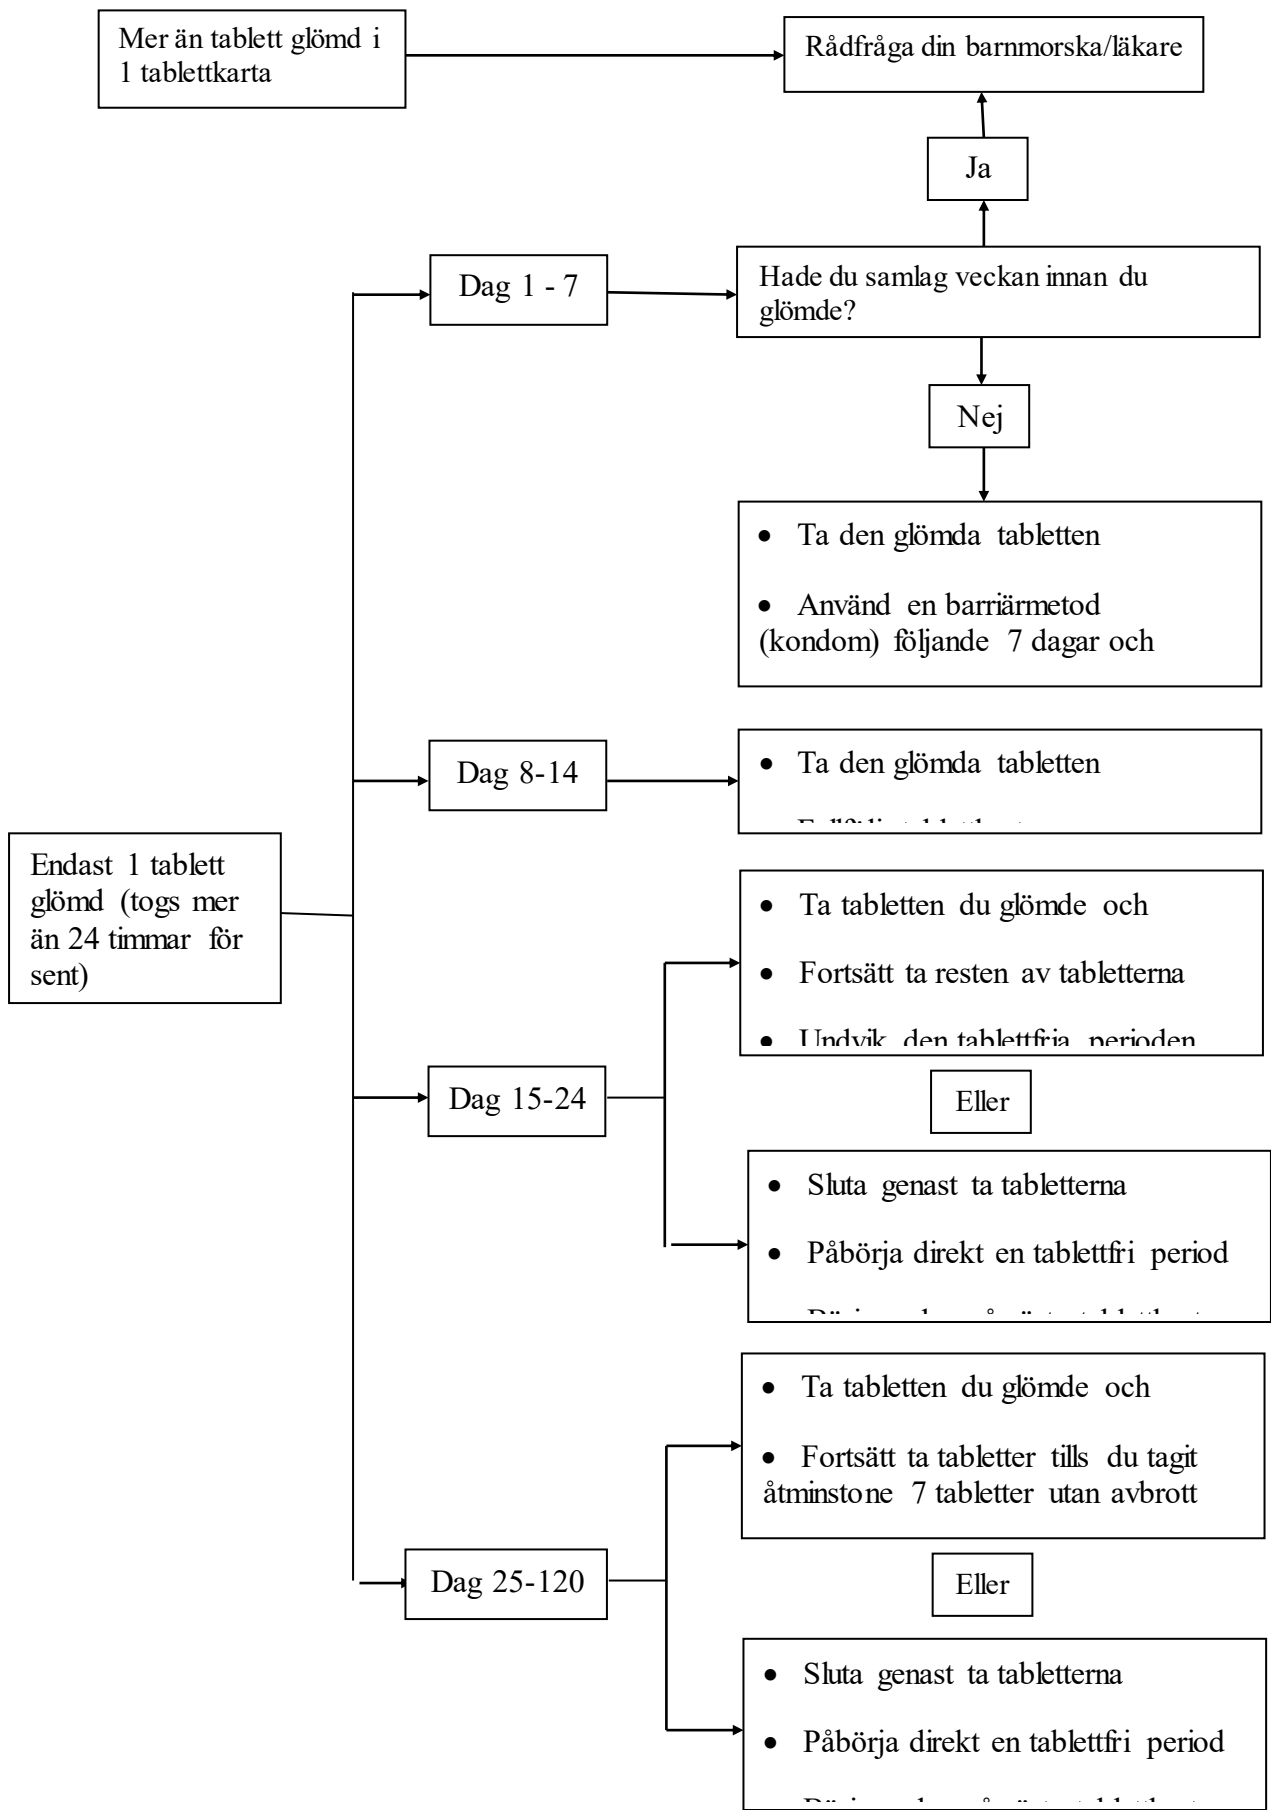 Mer än tablett glömd i
1 tablettkarta
Rådfråga din barnmorska/läkare
Ja
Dag 1 - 7
Hade du samlag veckan innan du
glömde?
Nej
• Ta den glömda tabletten
• Använd en barriärmetod
(kondom) följande 7 dagar och
Dag 8-14
• Ta den glömda tabletten
Endast 1 tablett
glömd (togs mer
än 24 timmar för
sent)
• Ta tabletten du glömde och
• Fortsätt ta resten av tabletterna
• Undvik den tablettfria perioden
Dag 15-24
Eller
• Sluta genast ta tabletterna
• Påbörja direkt en tablettfri period
• Ta tabletten du glömde och
• Fortsätt ta tabletter tills du tagit
åtminstone 7 tabletter utan avbrott
Dag 25-120
Eller
• Sluta genast ta tabletterna
• Påbörja direkt en tablettfri period